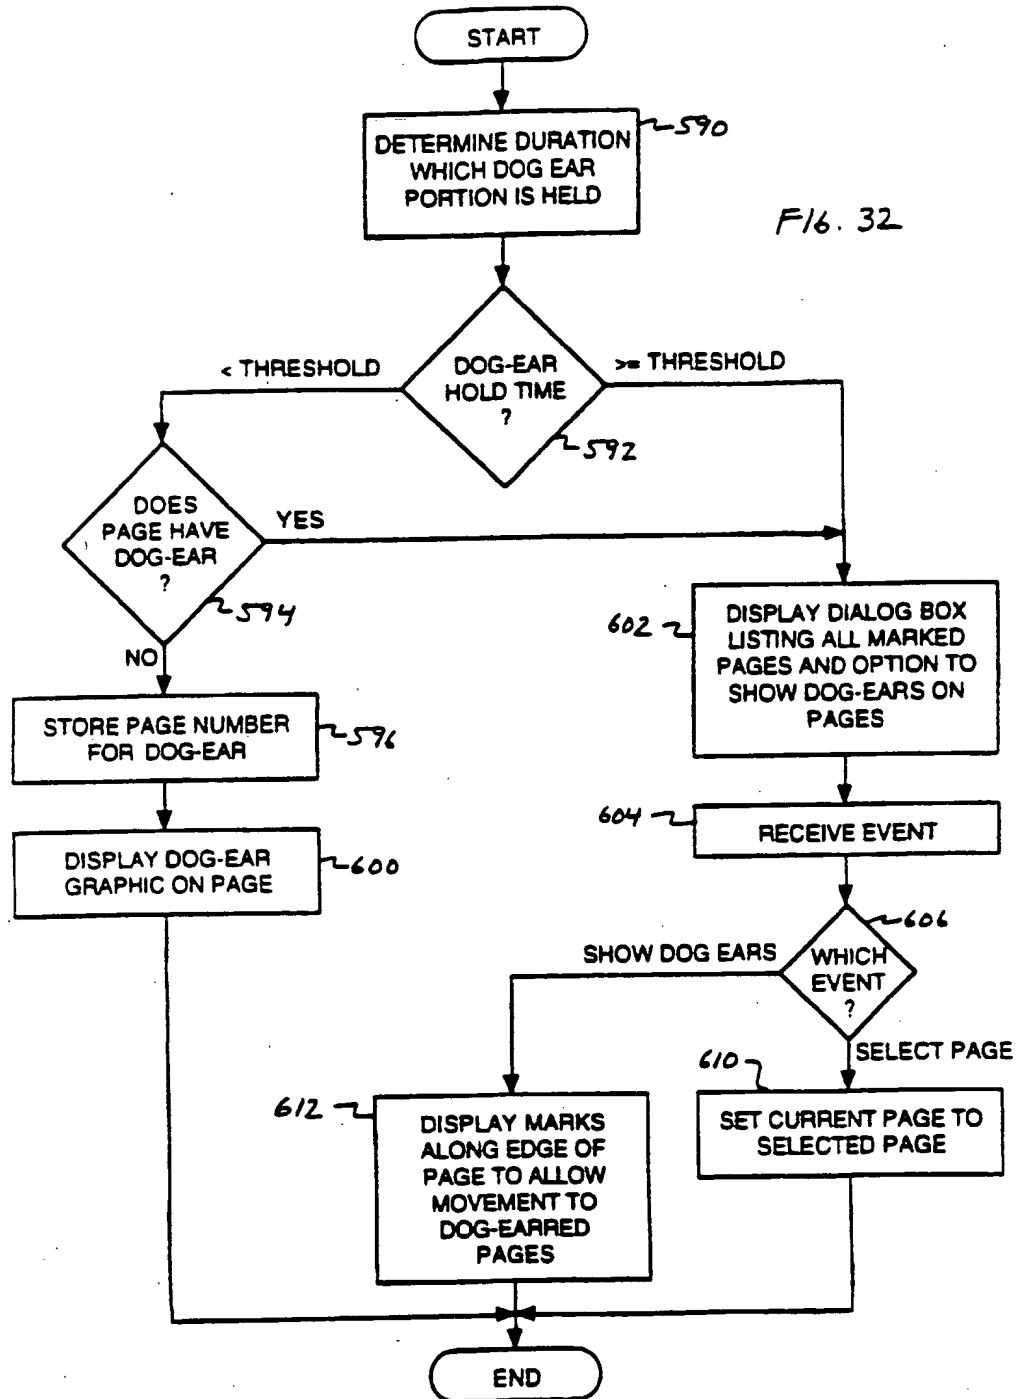 START
DETERMINE DURATION
WHICH DOG EAR
PORTION IS HELD
590
FIG. 32
< THRESHOLD
DOG-EAR
HOLD TIME
?
>= THRESHOLD
592
DOES
PAGE HAVE
DOG-EAR
?
YES
594
NO
602
DISPLAY DIALOG BOX
LISTING ALL MARKED
PAGES AND OPTION TO
SHOW DOG-EARS ON
PAGES
STORE PAGE NUMBER
FOR DOG-EAR
596
604
RECEIVE EVENT
DISPLAY DOG-EAR
GRAPHIC ON PAGE
600
606
SHOW DOG EARS
WHICH
EVENT
?
SELECT PAGE
610
SET CURRENT PAGE TO
SELECTED PAGE
612
DISPLAY MARKS
ALONG EDGE OF
PAGE TO ALLOW
MOVEMENT TO
DOG-EARRED
PAGES
END